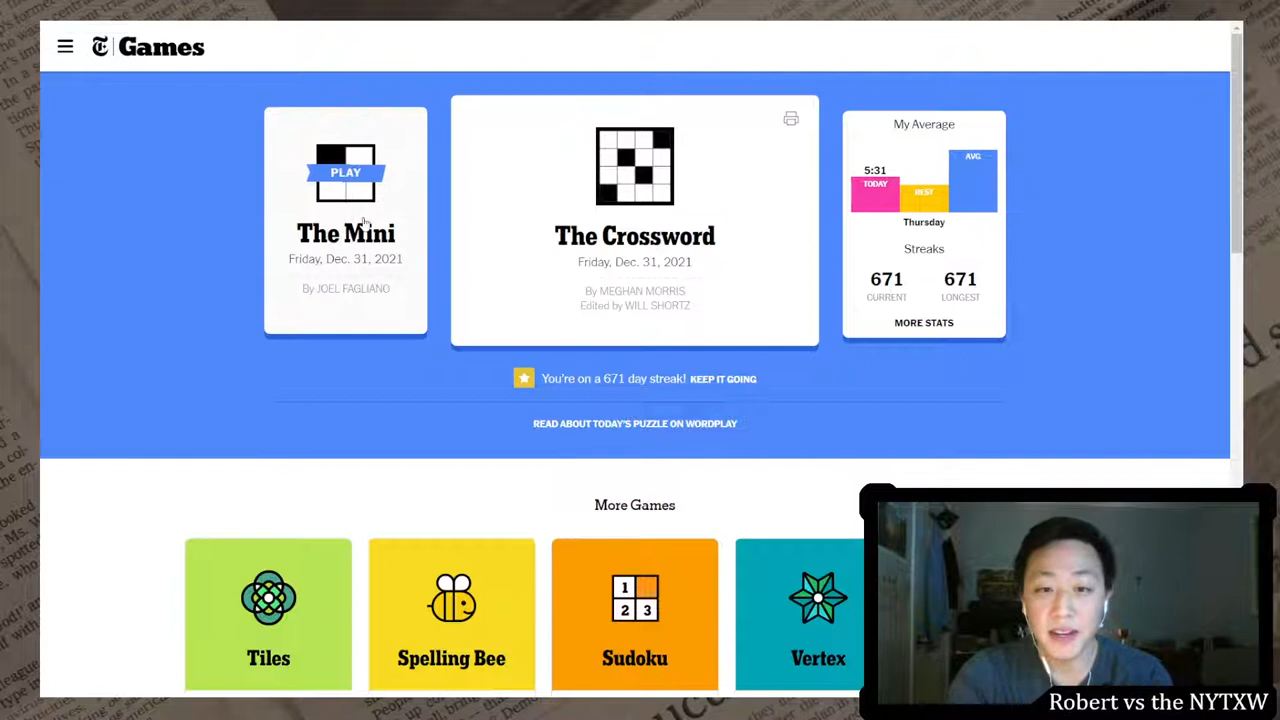 T Games
PLAY
The Mini
Friday, Dec. 31, 2021
By JOEL FAGLIANO
The Crossword
Friday, Dec. 31, 2021
By MEGHAN MORRIS
Edited by WILL SHORTZ
My Average
5:31
TODAY
BEST
AVG
Thursday
Streaks
671 671
CURRENT LONGEST
MORE STATS
You're on a 671 day streak! KEEP IT GOING
READ ABOUT TODAY'S PUZZLE ON WORDPLAY
More Games
1
2 3
Tiles
Spelling Bee
Sudoku
Vertex
Robert vs the NYTXW